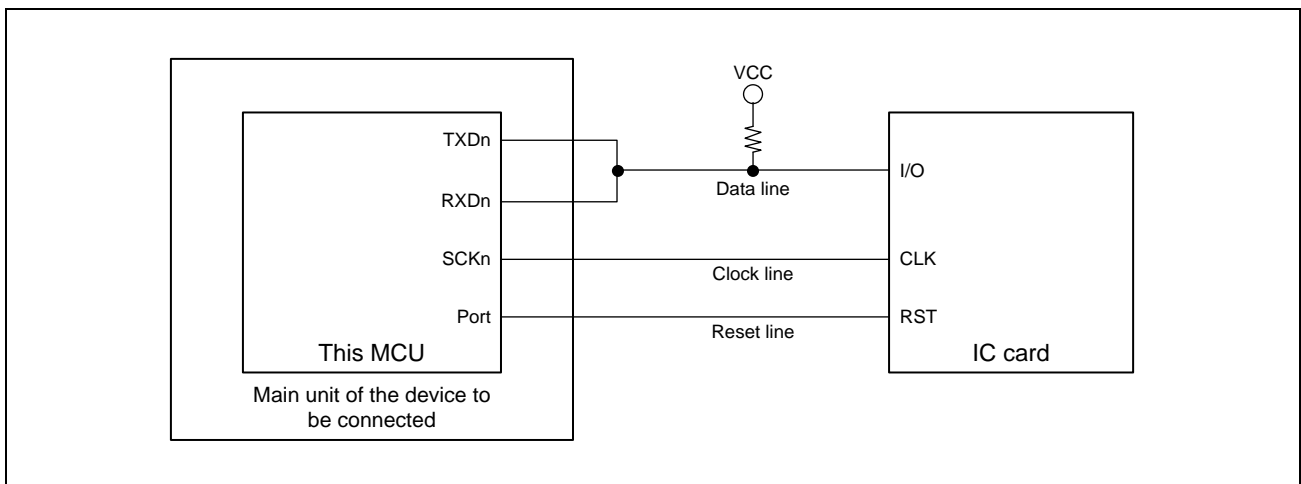 VCC
TXDn
I/O
Data line
RXDn
SCKn
CLK
Clock line
Port
RST
Reset line
This MCU
IC card
Main unit of the device to
be connected